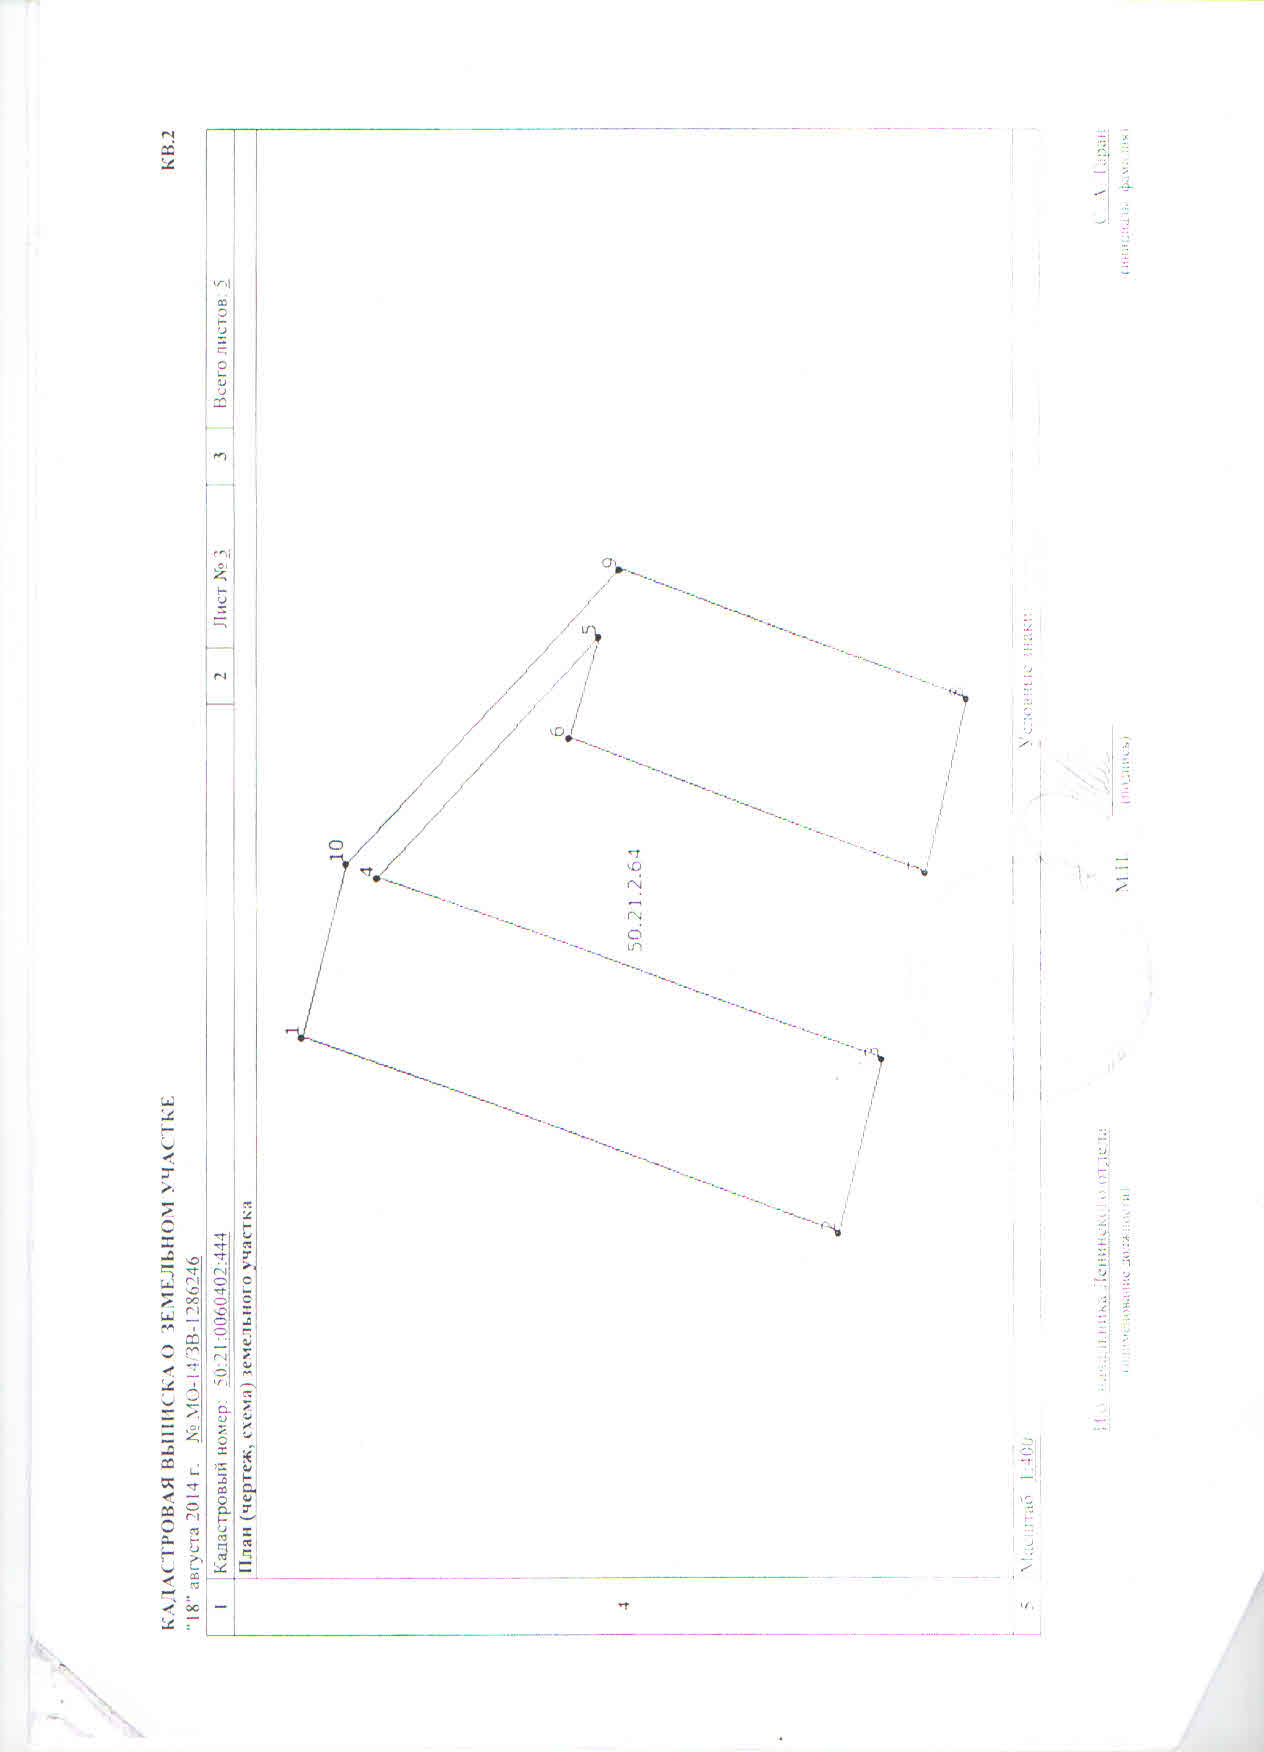 КВ.2
КАДАСТРОВАЯ ВЫПИСКА О ЗЕМЕЛЬНОМ УЧАСТКЕ
"18" августа 2014 г. № МО-14/ЗВ-1286246
1 Кадастровый номер: 50:21:0060402:444 2 Лист № 3 3 Всего листов: 5
План (чертеж, схема) земельного участка
4
1
10
4
9
5
6
50.21.2.64
2
3
7
8
5 Масштаб 1:400 Условные знаки
И.о. начальника Ленинского отдела С. А. Таран
(наименование должности) М.П. (подпись) (инициалы, фамилия)